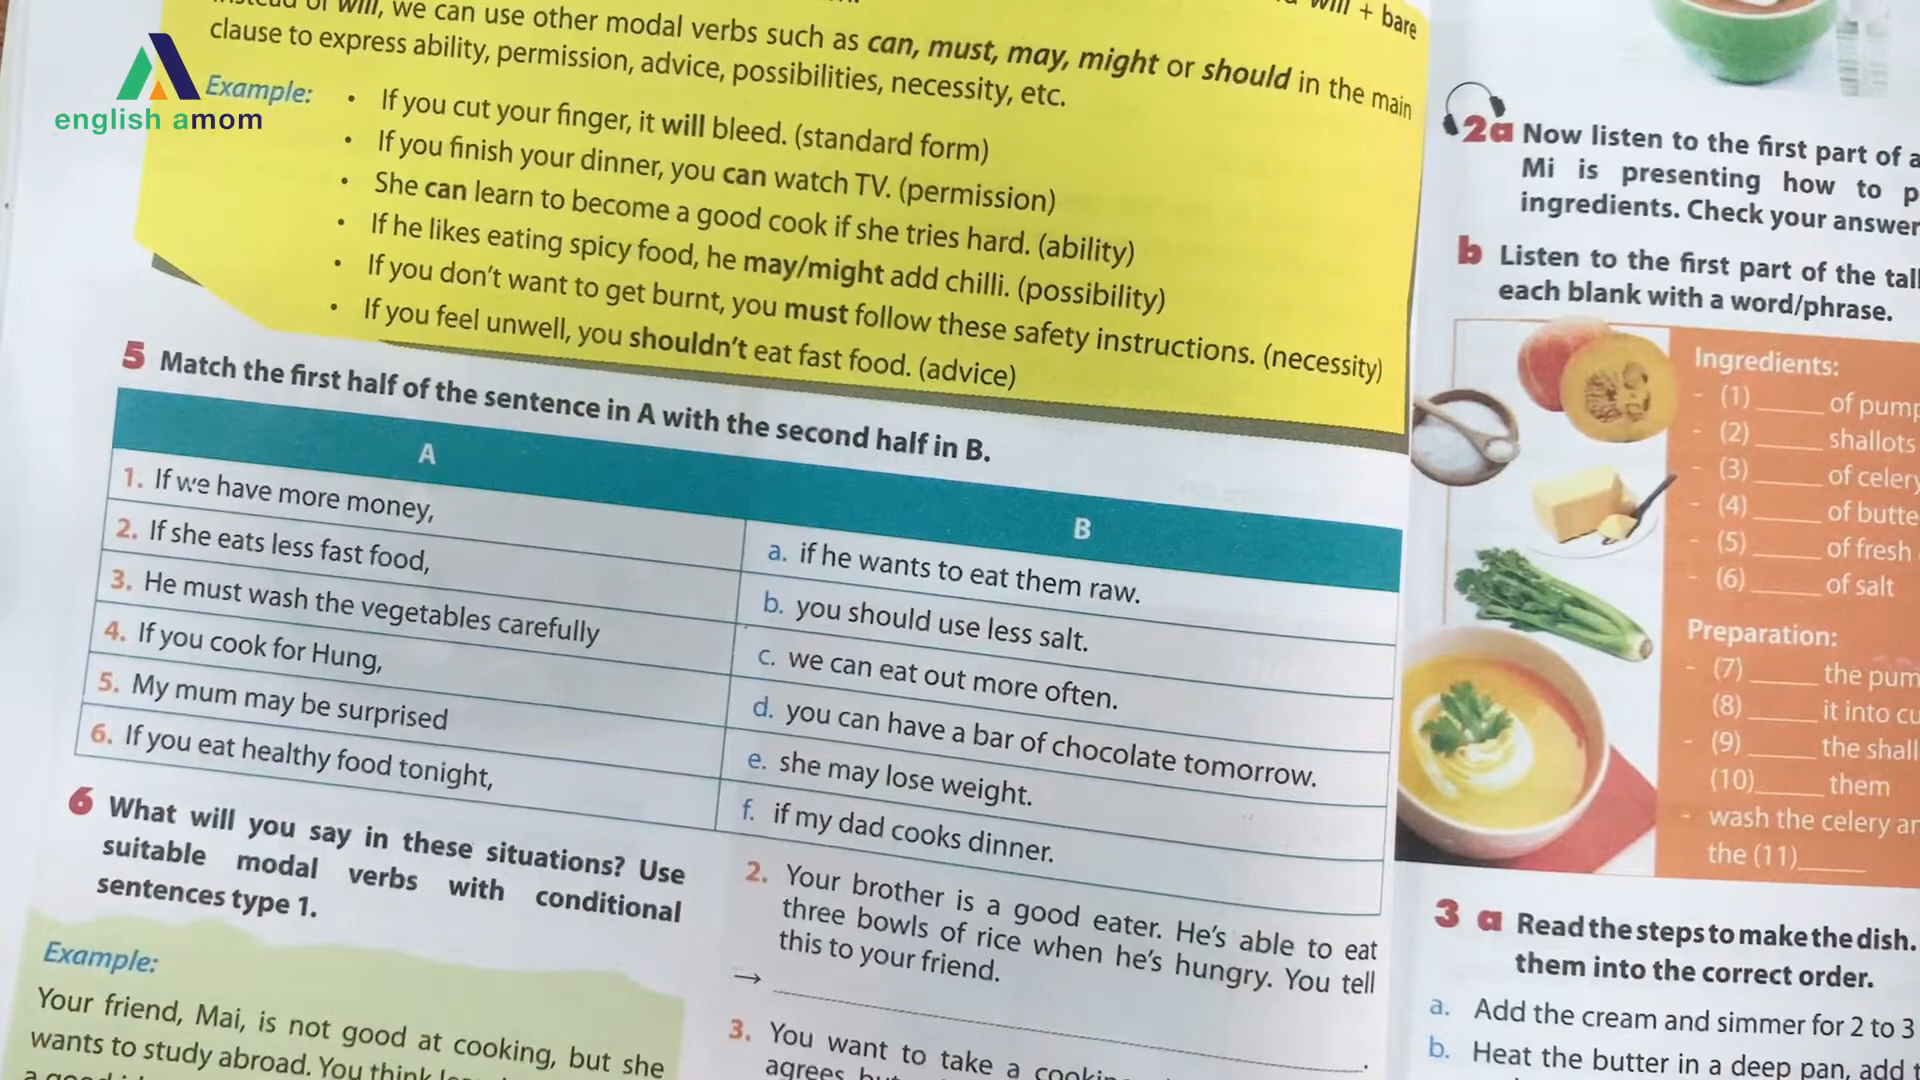 will + bare
of will, we can use other modal verbs such as can, must, may, might or should in the main
clause to express ability, permission, advice, possibilities, necessity, etc.
Example:
• If you cut your finger, it will bleed. (standard form)
• If you finish your dinner, you can watch TV. (permission)
• She can learn to become a good cook if she tries hard. (ability)
• If he likes eating spicy food, he may/might add chilli. (possibility)
• If you don't want to get burnt, you must follow these safety instructions. (necessity)
• If you feel unwell, you shouldn't eat fast food. (advice)
english amom
5 Match the first half of the sentence in A with the second half in B.
A
B
1. If we have more money,
2. If she eats less fast food,
3. He must wash the vegetables carefully
4. If you cook for Hung,
5. My mum may be surprised
6. If you eat healthy food tonight,
a. if he wants to eat them raw.
b. you should use less salt.
c. we can eat out more often.
d. you can have a bar of chocolate tomorrow.
e. she may lose weight.
f. if my dad cooks dinner.
6 What will you say in these situations? Use
suitable modal verbs with conditional
sentences type 1.
Example:
Your friend, Mai, is not good at cooking, but she
wants to study abroad. You think
2. Your brother is a good eater. He's able to eat
three bowls of rice when he's hungry. You tell
this to your friend.
→ ______.
3. You want to take a
agrees
2a Now listen to the first part of a
Mi is presenting how to p
ingredients. Check your answer
b Listen to the first part of the tal
each blank with a word/phrase.
Ingredients:
- (1) _____ of pump
- (2) _____ shallots
- (3) _____ of celery
- (4) _____ of butte
- (5) _____ of fresh
- (6) _____ of salt
Preparation:
- (7) _____ the pum
(8) _____ it into cu
- (9) _____ the shall
(10) _____ them
- wash the celery an
the (11) _____
3 a Read the steps to make the dish.
them into the correct order.
a. Add the cream and simmer for 2 to 3
b. Heat the butter in a deep pan, add t